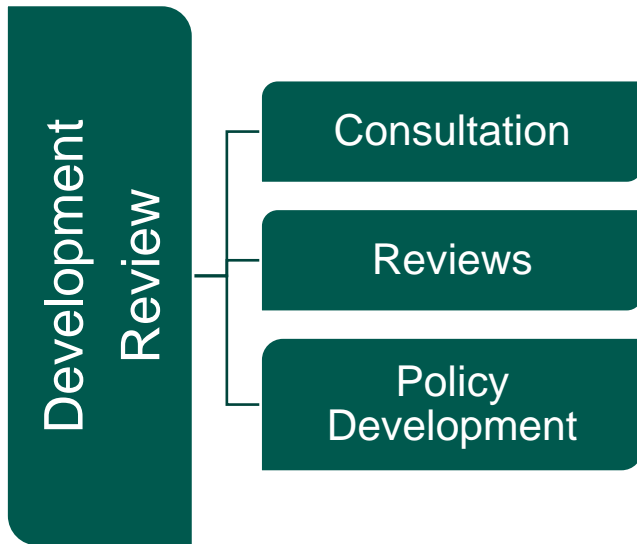 Development
Review
Consultation
Reviews
Policy
Development